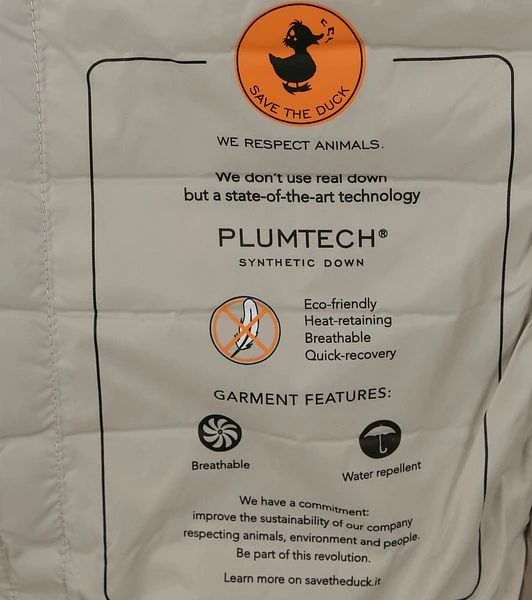 SAVE THE DUCK
WE RESPECT ANIMALS.
We don't use real down
but a state-of-the-art technology
PLUMTECH®
SYNTHETIC DOWN
Eco-friendly
Heat-retaining
Breathable
Quick-recovery
GARMENT FEATURES:
Breathable
Water repellent
We have a commitment:
improve the sustainability of our company
respecting animals, environment and people.
Be part of this revolution.
Learn more on savetheduck.it